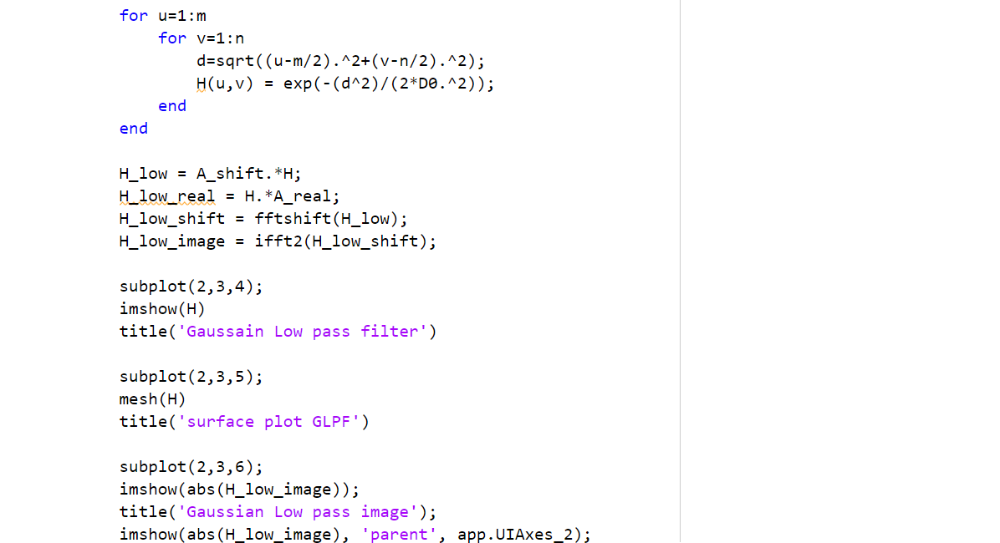 for u=1:m
for v=1:n
d=sqrt((u-m/2).^2+(v-n/2).^2);
H(u,v) = exp(-(d^2)/(2*D0.^2));
end
end
H_low = A_shift.*H;
H_low_real = H.*A_real;
H_low_shift = fftshift(H_low);
H_low_image = ifft2(H_low_shift);
subplot(2,3,4);
imshow(H)
title('Gaussain Low pass filter')
subplot(2,3,5);
mesh(H)
title('surface plot GLPF')
subplot(2,3,6);
imshow(abs(H_low_image));
title('Gaussian Low pass image');
imshow(abs(H_low_image), 'parent', app.UIAxes_2);